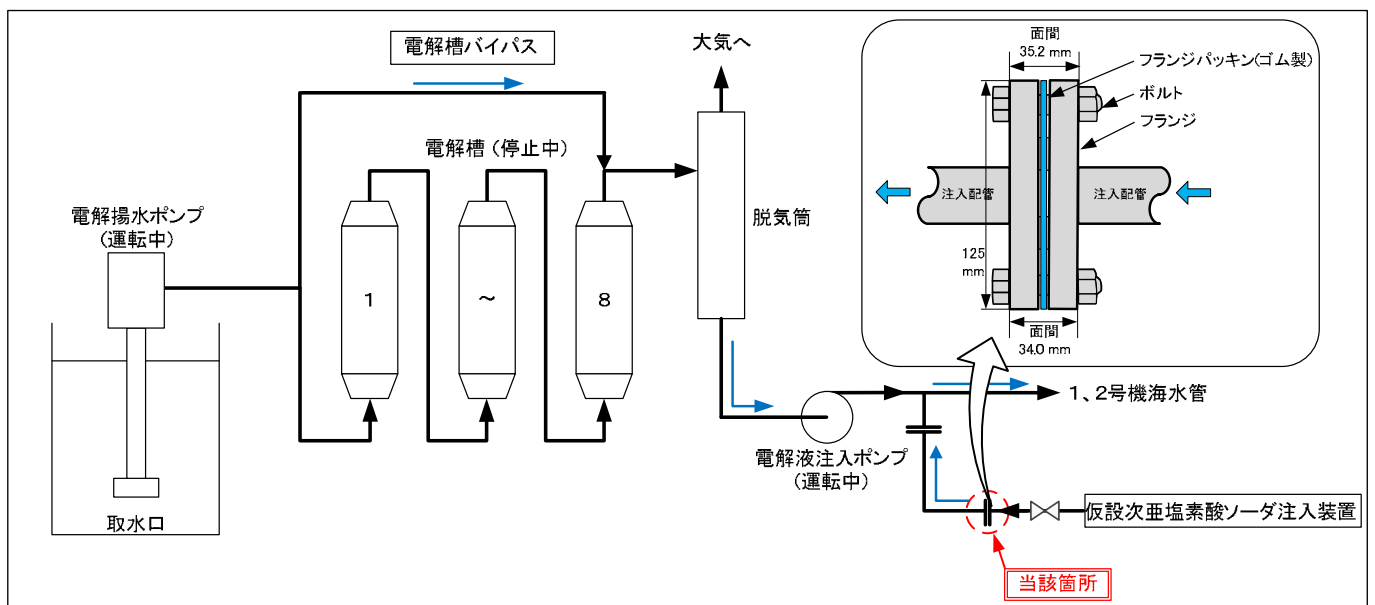 電解槽バイパス
大気へ
電解槽（停止中）
電解揚水ポンプ
(運転中)
1
～
8
脱気筒
取水口
電解液注入ポンプ
(運転中)
1、2号機海水管
仮設次亜塩素酸ソーダ注入装置
当該箇所
面間
35.2 mm
フランジパッキン(ゴム製)
ボルト
フランジ
注入配管
注入配管
125
mm
面間
34.0 mm